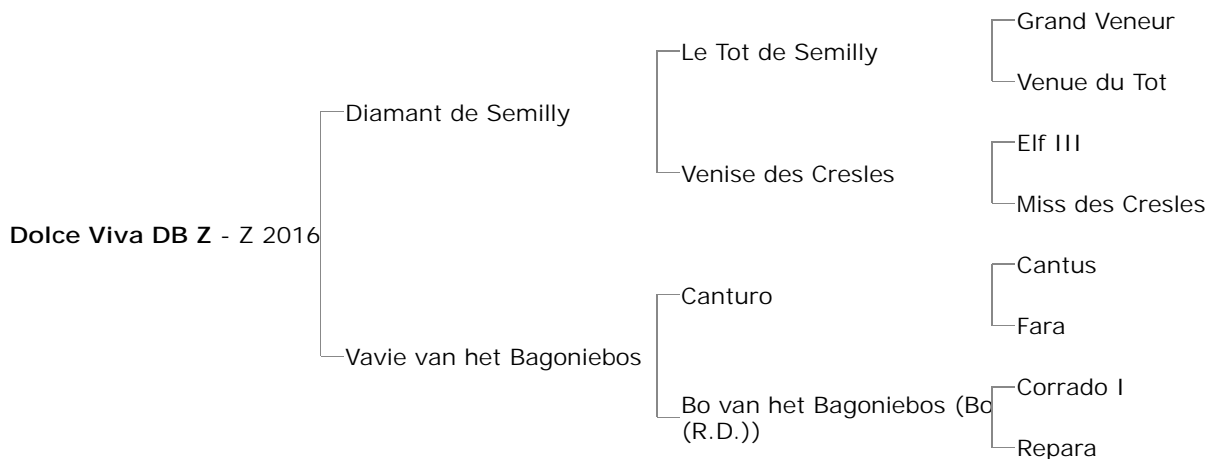 Grand Veneur
Le Tot de Semilly
Venue du Tot
Diamant de Semilly
Elf III
Venise des Cresles
Miss des Cresles
Dolce Viva DB Z - Z 2016
Cantus
Canturo
Fara
Vavie van het Bagoniebos
Corrado I
Bo van het Bagoniebos (Bo
(R.D.))
Repara